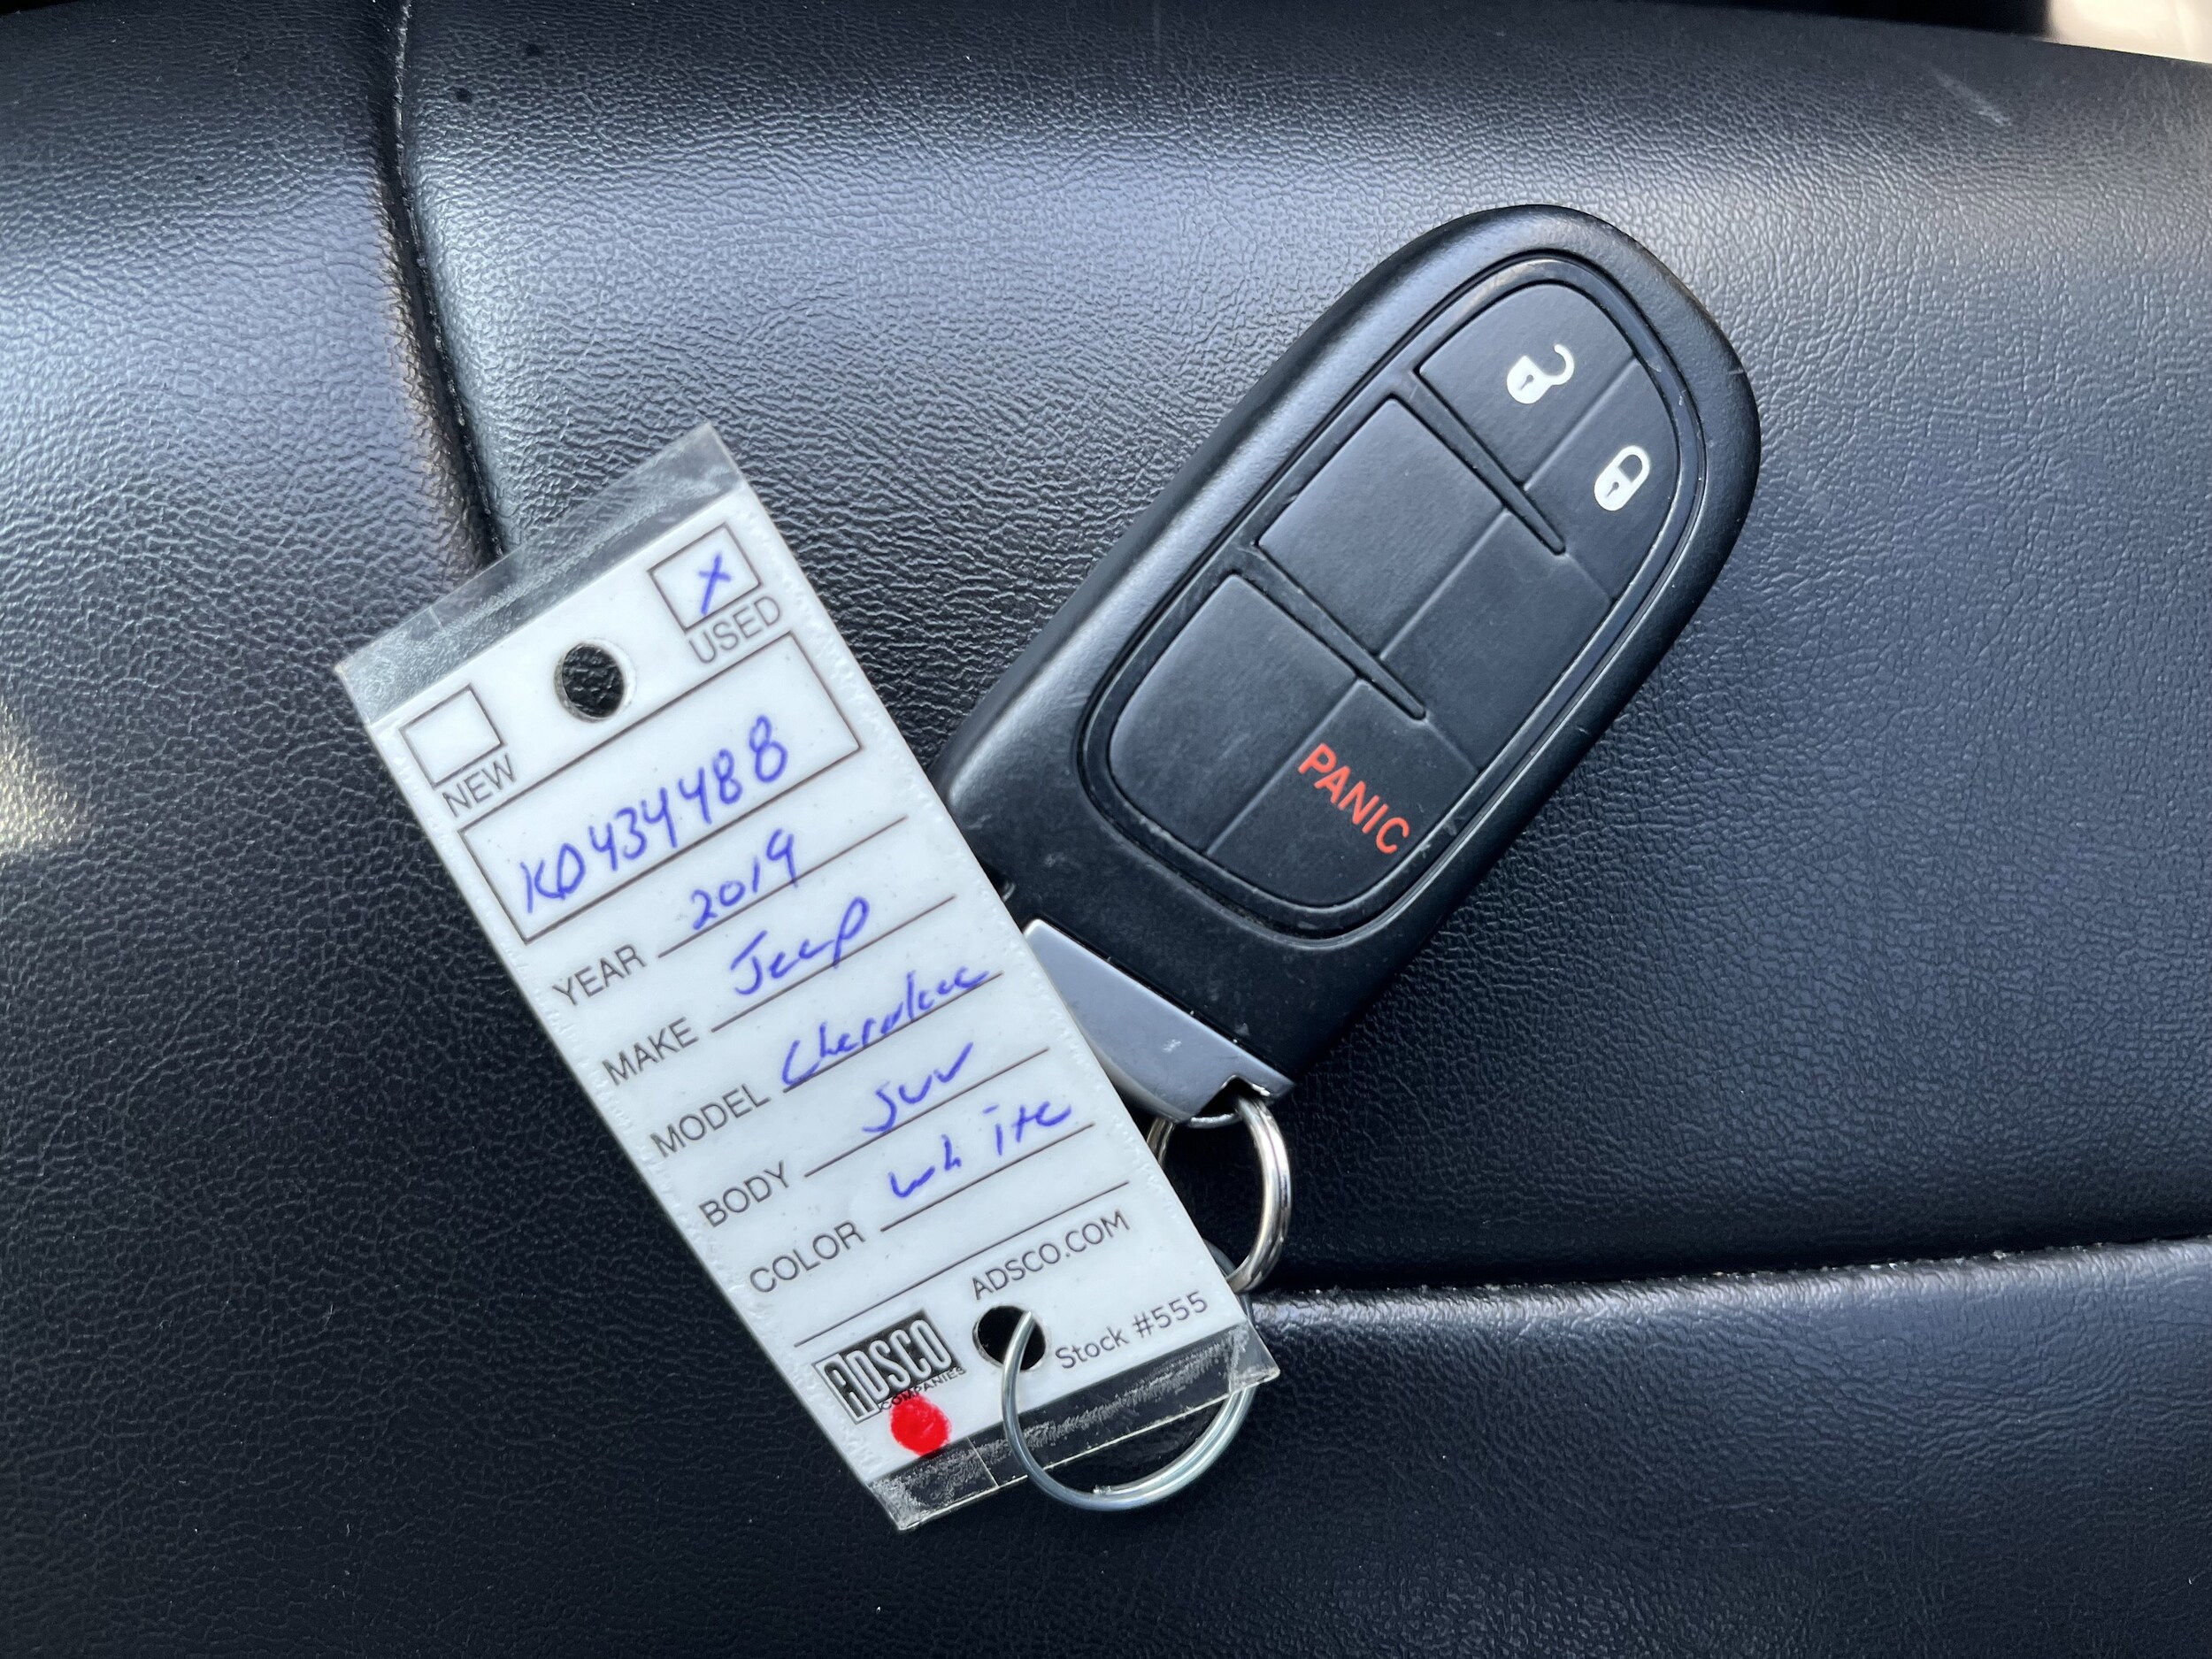 X
NEW USED
KD434488
YEAR 2019
MAKE Jeep
MODEL Cherokee
BODY SUV
COLOR white
ADSCO.COM
ADSCO
COMPANIES
Stock #555
PANIC